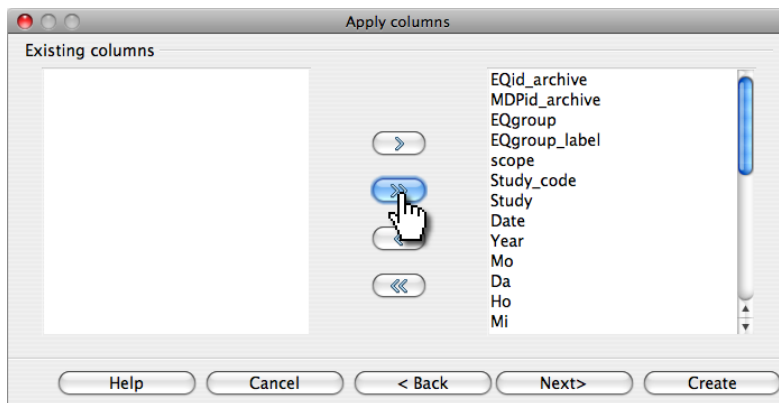 Apply columns
Existing columns
EQid_archive
MDPid_archive
EQgroup
EQgroup_label
scope
Study_code
Study
Date
Year
Mo
Da
Ho
Mi
>
>>
<
<<
Help
Cancel
< Back
Next>
Create